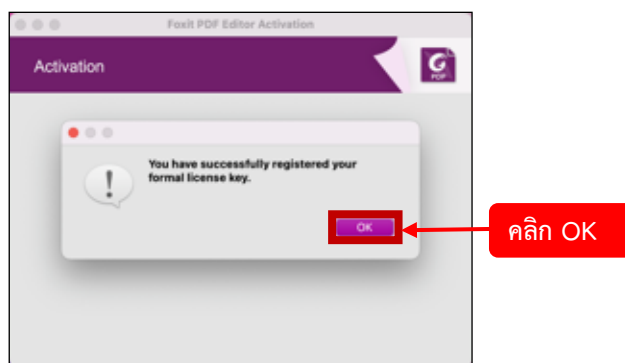 Foxit PDF Editor Activation
Activation
G
PDF
You have successfully registered your
formal license key.
!
OK
คลิก OK